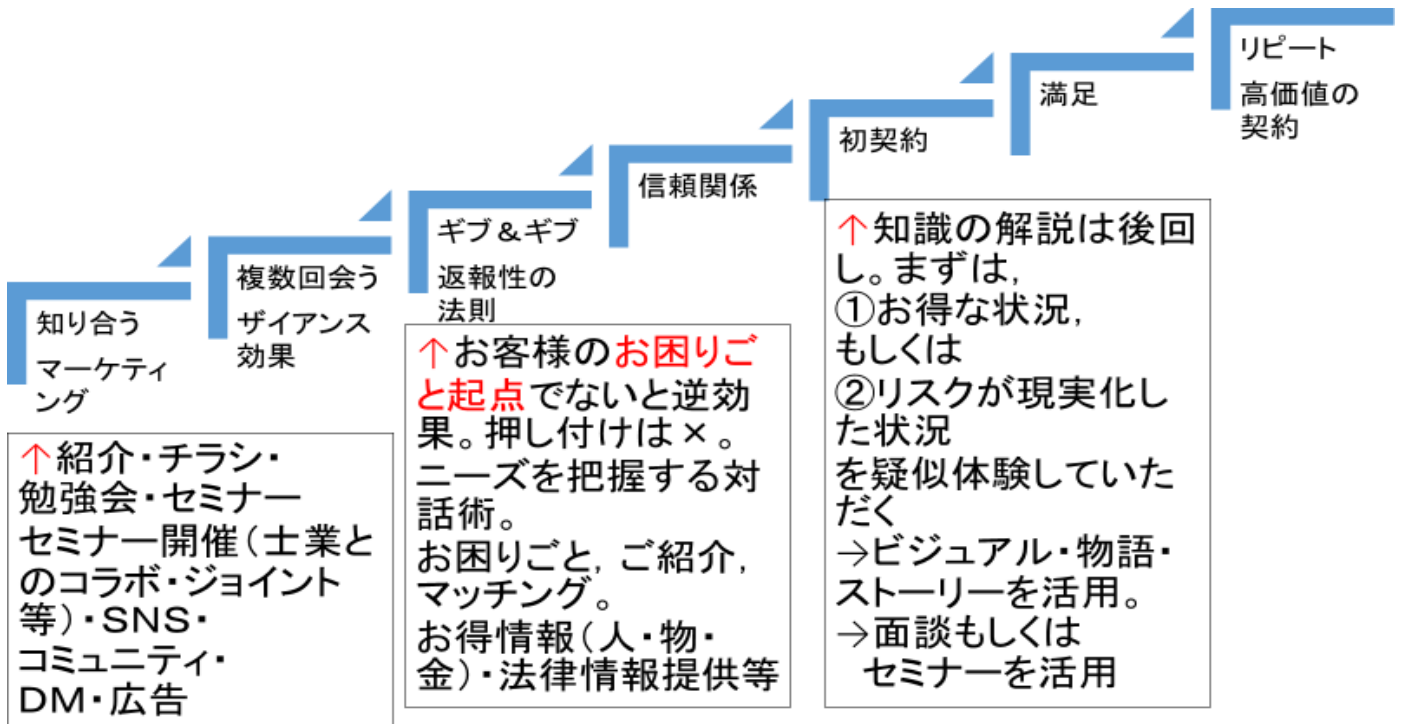 知り合う
マーケティ
ング
複数回会う
ザイアンス
効果
ギブ＆ギブ
返報性の
法則
信頼関係
初契約
満足
リピート
高価値の
契約
↑紹介・チラシ・
勉強会・セミナー
セミナー開催（士業と
のコラボ・ジョイント
等）・ＳＮＳ・
コミュニティ・
ＤＭ・広告
↑お客様のお困りご
と起点でないと逆効
果。押し付けは×。
ニーズを把握する対
話術。
お困りごと，ご紹介，
マッチング。
お得情報（人・物・
金）・法律情報提供等
↑知識の解説は後回
し。まずは，
①お得な状況，
もしくは
②リスクが現実化し
た状況
を疑似体験していた
だく
→ビジュアル・物語・
ストーリーを活用。
→面談もしくは
セミナーを活用